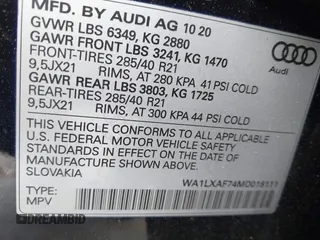 MFD. BY AUDI AG 10 20
GVWR LBS 6349, KG 2880
GAWR FRONT LBS 3241, KG 1470
FRONT-TIRES 285/40 R21
9,5JX21 RIMS, AT 280 KPA 41 PSI COLD
GAWR REAR LBS 3803, KG 1725
REAR-TIRES 285/40 R21
9,5JX21 RIMS, AT 300 KPA 44 PSI COLD
Audi
THIS VEHICLE CONFORMS TO ALL APPLICABLE
U.S. FEDERAL MOTOR VEHICLE
SAFETY STANDARDS IN EFFECT ON THE DATE OF
MANUFACTURE SHOWN ABOVE.
SLOVAKIA
TYPE:
MPV
DREAMBID